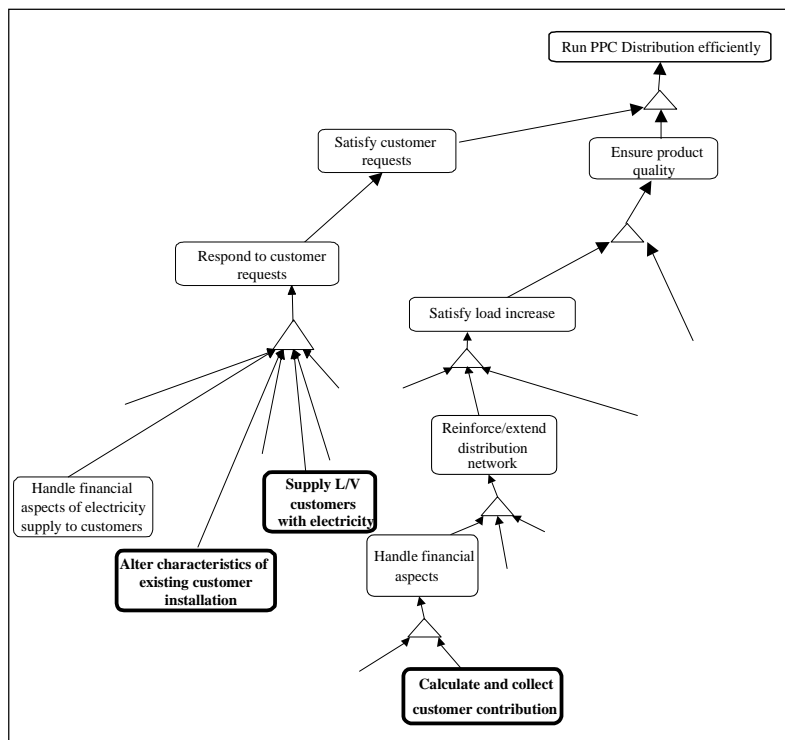 Run PPC Distribution efficiently
Satisfy customer
requests
Ensure product
quality
Respond to customer
requests
Satisfy load increase
Reinforce/extend
distribution
network
Handle financial
aspects of electricity
supply to customers
Supply L/V
customers
with electricity
Alter characteristics of
existing customer
installation
Handle financial
aspects
Calculate and collect
customer contribution